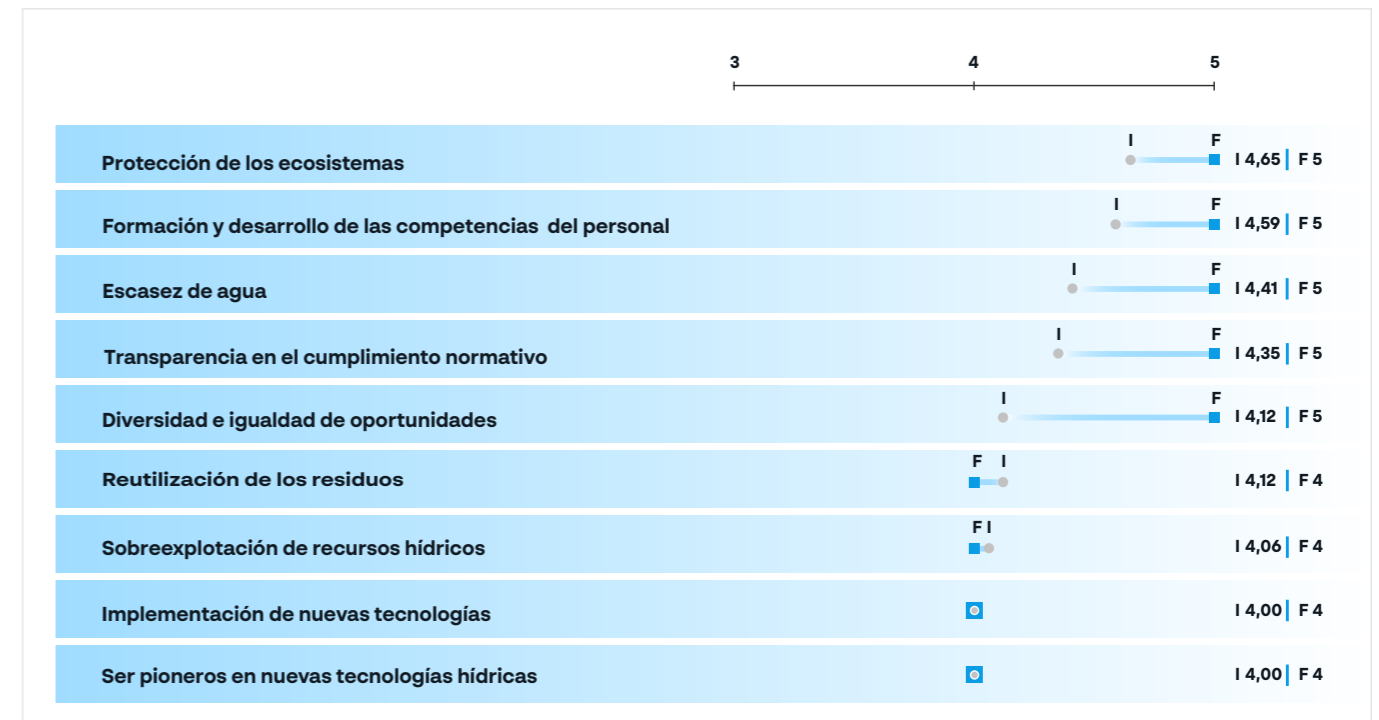 3 4 5
I F
Protección de los ecosistemas I 4,65 | F 5
I F
Formación y desarrollo de las competencias del personal I 4,59 | F 5
I F
Escasez de agua I 4,41 | F 5
I F
Transparencia en el cumplimiento normativo I 4,35 | F 5
I F
Diversidad e igualdad de oportunidades I 4,12 | F 5
F I
Reutilización de los residuos I 4,12 | F 4
F I
Sobreexplotación de recursos hídricos I 4,06 | F 4
Implementación de nuevas tecnologías I 4,00 | F 4
Ser pioneros en nuevas tecnologías hídricas I 4,00 | F 4